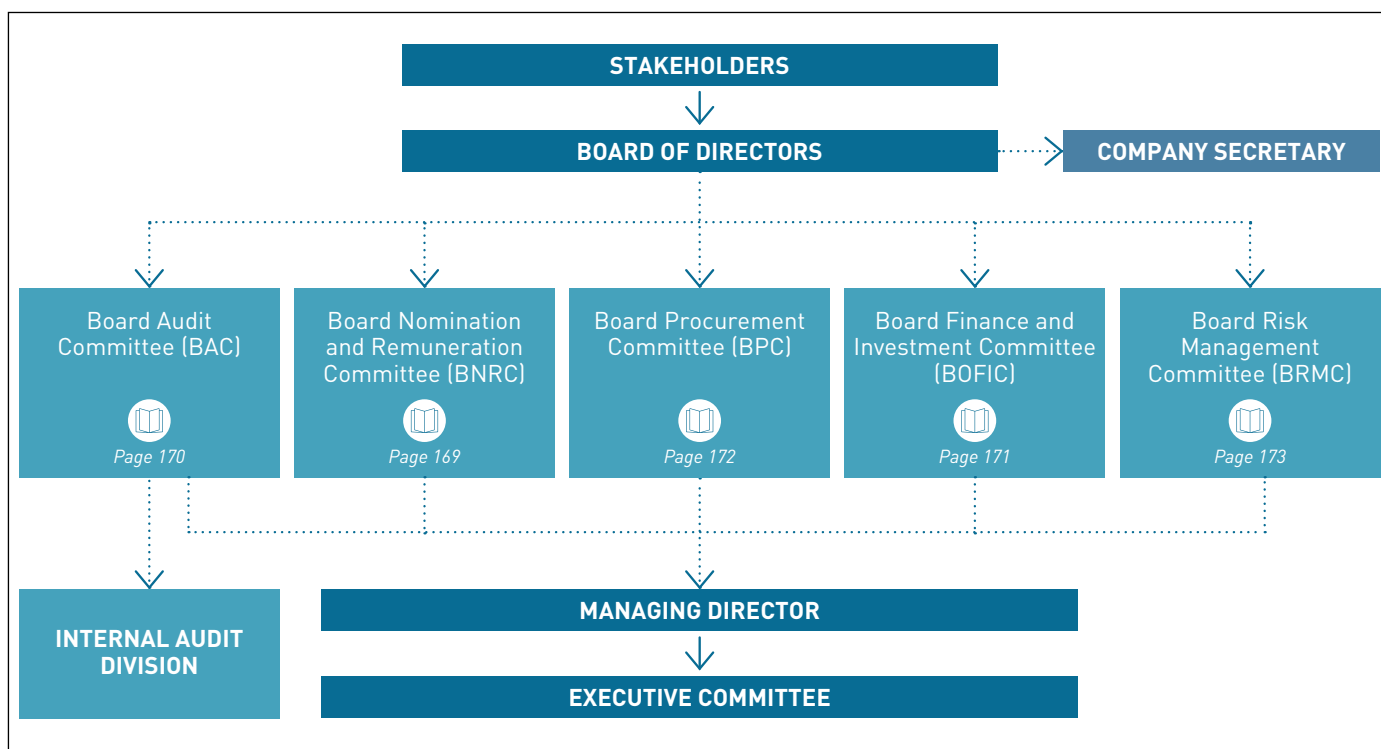 STAKEHOLDERS
BOARD OF DIRECTORS
COMPANY SECRETARY
Board Audit
Committee (BAC)
Page 170
Board Nomination
and Remuneration
Committee (BNRC)
Page 169
Board Procurement
Committee (BPC)
Page 172
Board Finance and
Investment Committee
(BOFIC)
Page 171
Board Risk
Management
Committee (BRMC)
Page 173
INTERNAL AUDIT
DIVISION
MANAGING DIRECTOR
EXECUTIVE COMMITTEE